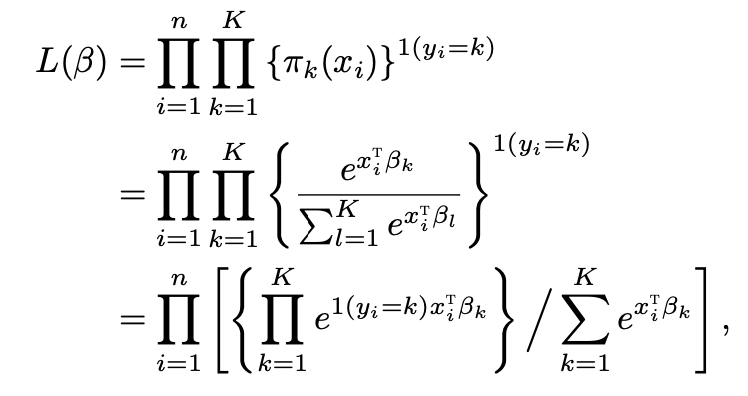 L(β) = ∏_{i=1}^{n} ∏_{k=1}^{K} {π_k(x_i)}^{1(y_i=k)}
= ∏_{i=1}^{n} ∏_{k=1}^{K} { e^{x_i^T β_k} / ∑_{l=1}^{K} e^{x_i^T β_l} }^{1(y_i=k)}
= ∏_{i=1}^{n} [ { ∏_{k=1}^{K} e^{1(y_i=k)x_i^T β_k} } / ∑_{k=1}^{K} e^{x_i^T β_k} ],